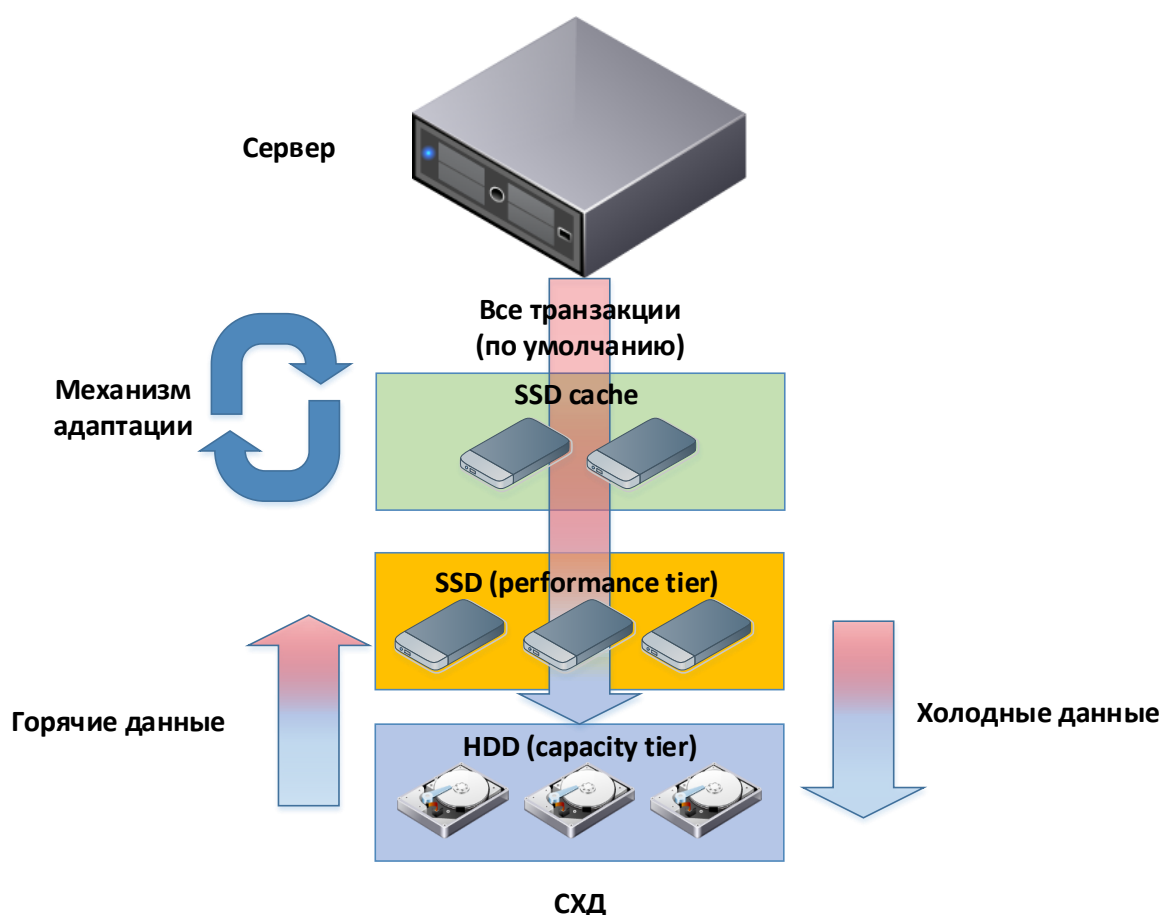 Сервер
Все транзакции
(по умолчанию)
Механизм
адаптации
SSD cache
SSD (performance tier)
Горячие данные
Холодные данные
HDD (capacity tier)
СХД